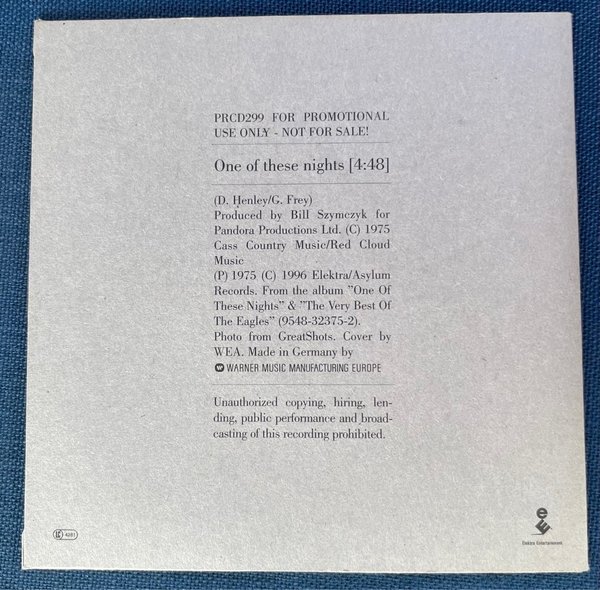 PRCD299 FOR PROMOTIONAL
USE ONLY - NOT FOR SALE!
One of these nights [4:48]
(D. Henley/G. Frey)
Produced by Bill Szymczyk for
Pandora Productions Ltd. (C) 1975
Cass Country Music/Red Cloud
Music
(P) 1975 (C) 1996 Elektra/Asylum
Records. From the album "One Of
These Nights" & "The Very Best Of
The Eagles" (9548-32375-2).
Photo from GreatShots. Cover by
WEA. Made in Germany by
WARNER MUSIC MANUFACTURING EUROPE
Unauthorized copying, hiring, len-
ding, public performance and broad-
casting of this recording prohibited.
LC 4281
Elektra Entertainment